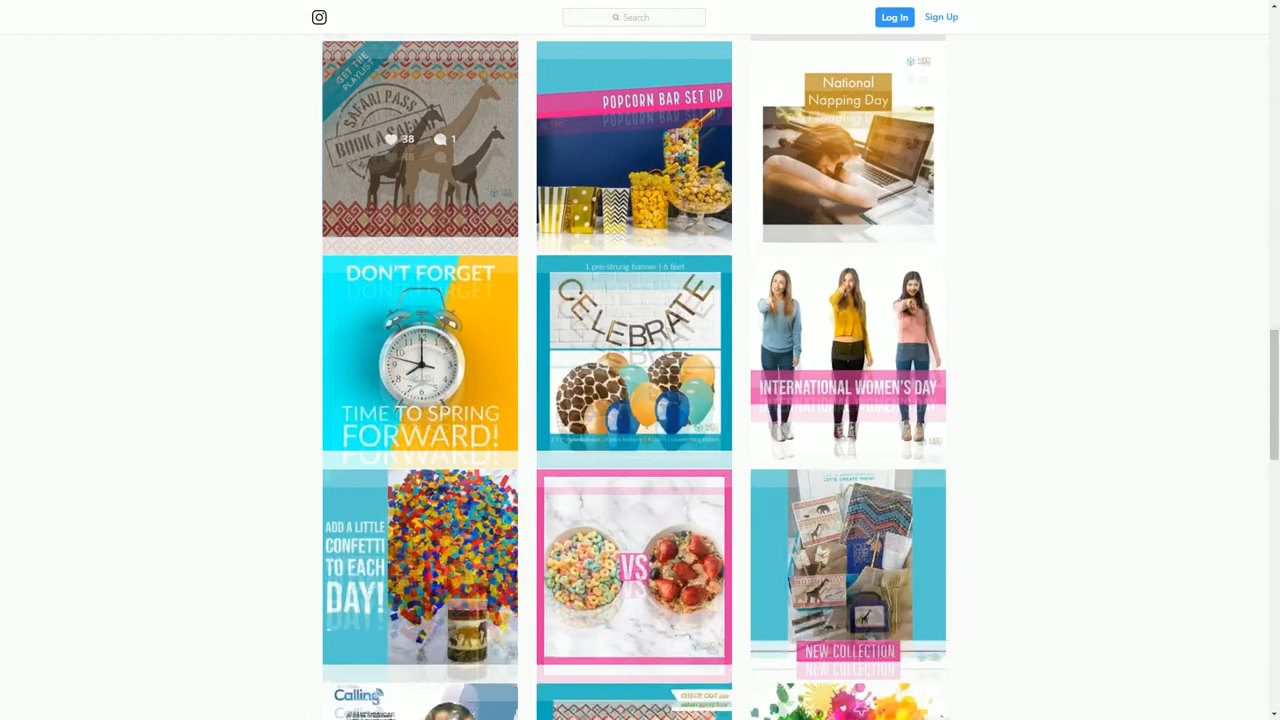 Search
Log In
Sign Up
GET THE
PLAYLIST
SAFARI PASS
BOOK A SAFARI
38
1
POPCORN BAR SET UP
National
Napping Day
DON'T FORGET
TIME TO SPRING
FORWARD!
1 pre-strung banner | 6 feet
CELEBRATE
INTERNATIONAL WOMEN'S DAY
ADD A LITTLE
CONFETTI
TO EACH
DAY!
VS
LET'S CREATE THEM!
NEW COLLECTION
Calling
CHECK OUT our